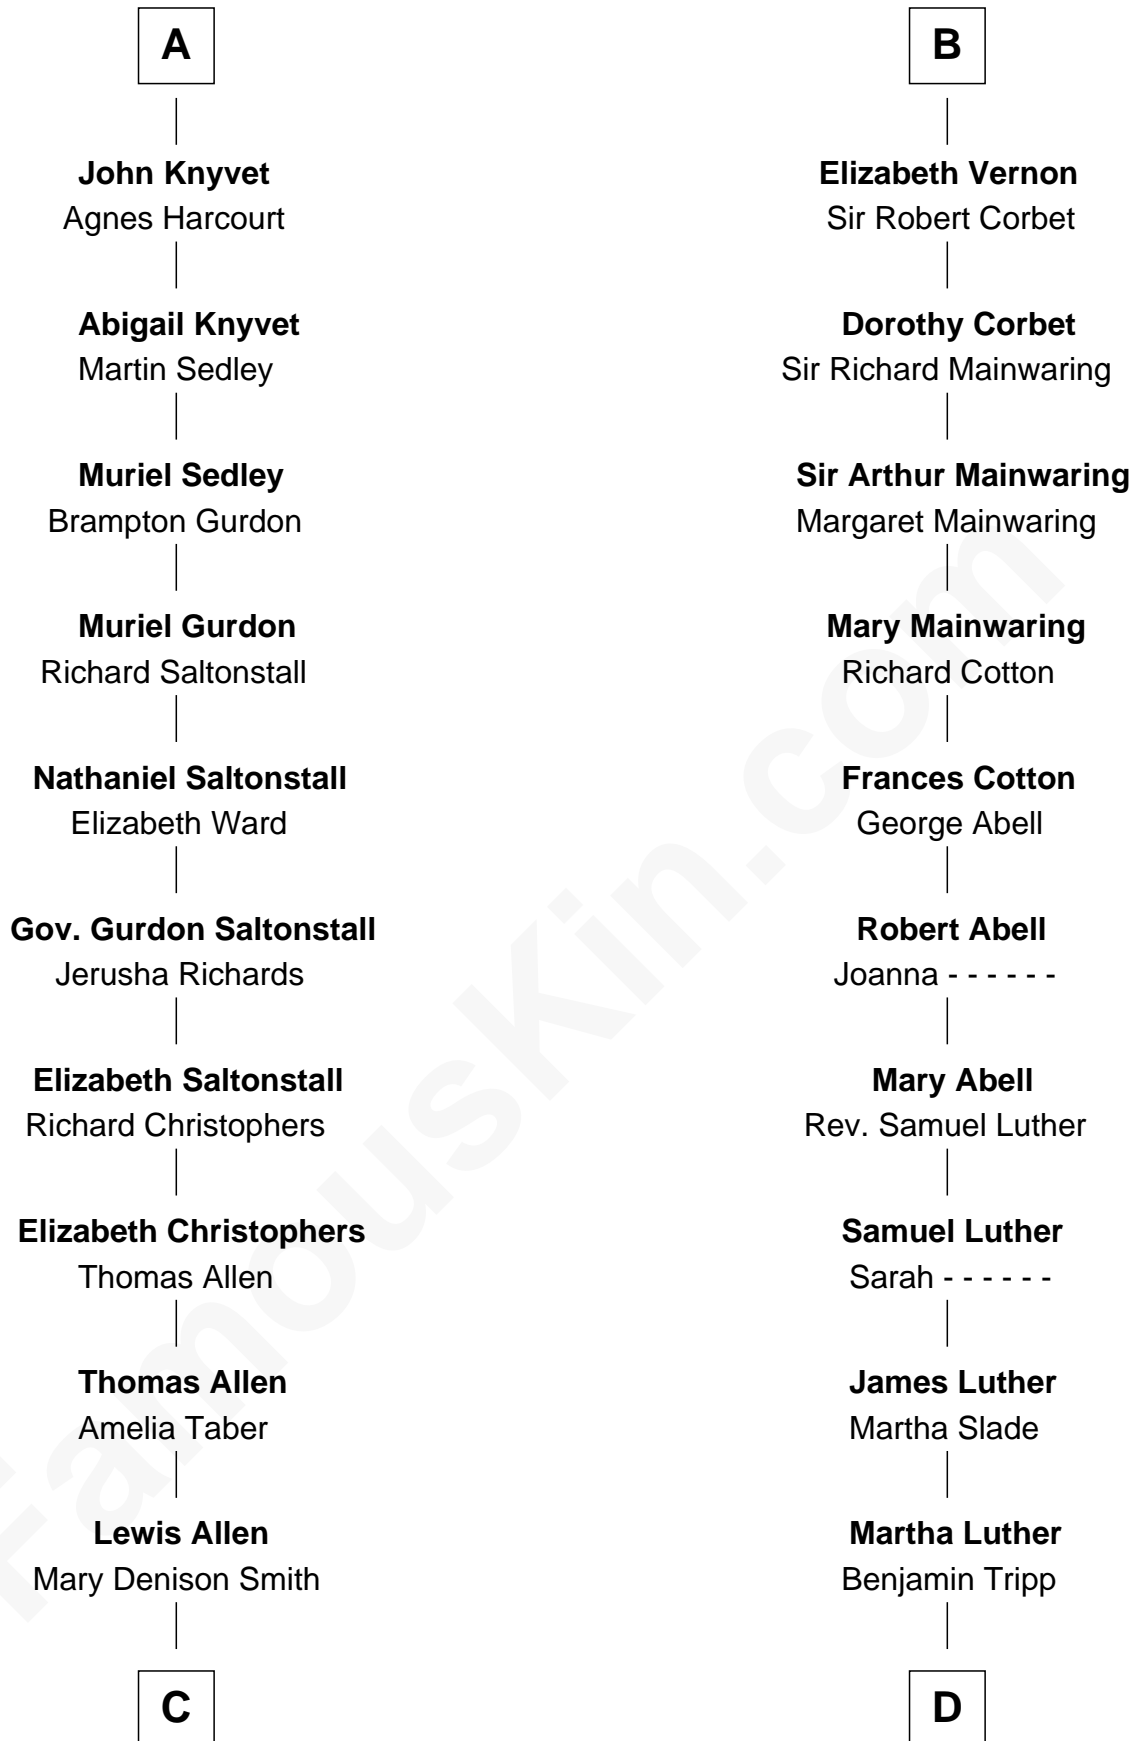 A
John Knyvet
Agnes Harcourt
Abigail Knyvet
Martin Sedley
Muriel Sedley
Brampton Gurdon
Muriel Gurdon
Richard Saltonstall
Nathaniel Saltonstall
Elizabeth Ward
Gov. Gurdon Saltonstall
Jerusha Richards
Elizabeth Saltonstall
Richard Christophers
Elizabeth Christophers
Thomas Allen
Thomas Allen
Amelia Taber
Lewis Allen
Mary Denison Smith
C
B
Elizabeth Vernon
Sir Robert Corbet
Dorothy Corbet
Sir Richard Mainwaring
Sir Arthur Mainwaring
Margaret Mainwaring
Mary Mainwaring
Richard Cotton
Frances Cotton
George Abell
Robert Abell
Joanna - - - - - -
Mary Abell
Rev. Samuel Luther
Samuel Luther
Sarah - - - - - -
James Luther
Martha Slade
Martha Luther
Benjamin Tripp
D
FamousKin.com